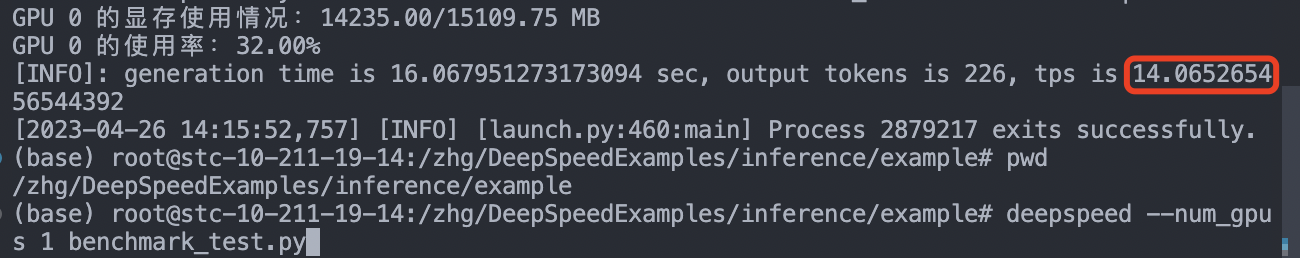 GPU 0 的显存使用情况: 14235.00/15109.75 MB
GPU 0 的使用率: 32.00%
[INFO]: generation time is 16.067951273173094 sec, output tokens is 226, tps is 14.0652654
56544392
[2023-04-26 14:15:52,757] [INFO] [launch.py:460:main] Process 2879217 exits successfully.
(base) root@stc-10-211-19-14:/zhg/DeepSpeedExamples/inference/example# pwd
/zhg/DeepSpeedExamples/inference/example
(base) root@stc-10-211-19-14:/zhg/DeepSpeedExamples/inference/example# deepspeed --num_gpu
s 1 benchmark_test.py